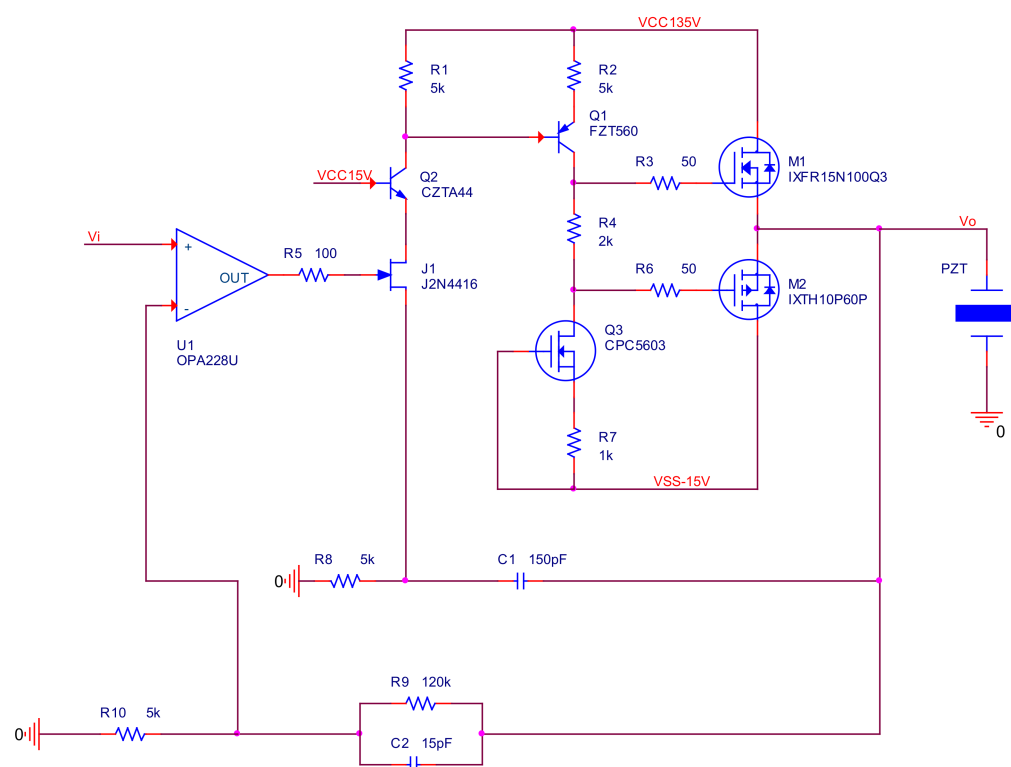 VCC135V
R1
5k
R2
5k
Q1
FZT560
M1
IXFR15N100Q3
R3 50
Q2
CZTA44
VCC15V
Vi
+
-
OUT
U1
OPA228U
R5 100
J1
J2N4416
R4
2k
Vo
R6 50
M2
IXTH10P60P
PZT
0
Q3
CPC5603
R7
1k
VSS-15V
R8 5k
0
C1 150pF
R9 120k
R10 5k
0
C2 15pF